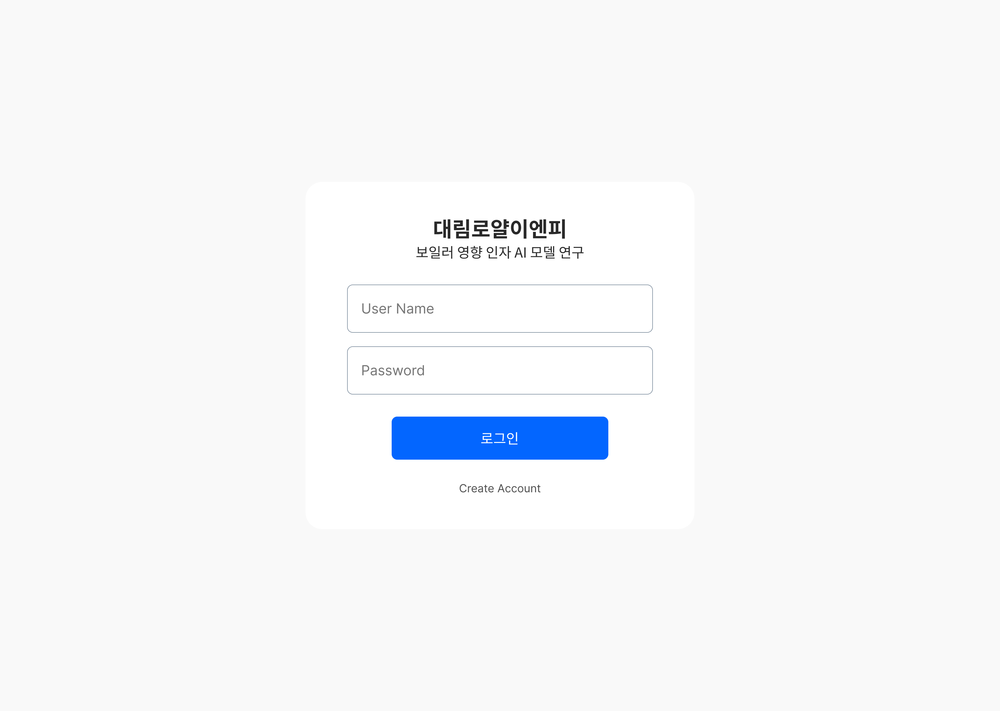 대림로얄이엔피
보일러 영향 인자 AI 모델 연구
User Name
Password
로그인
Create Account